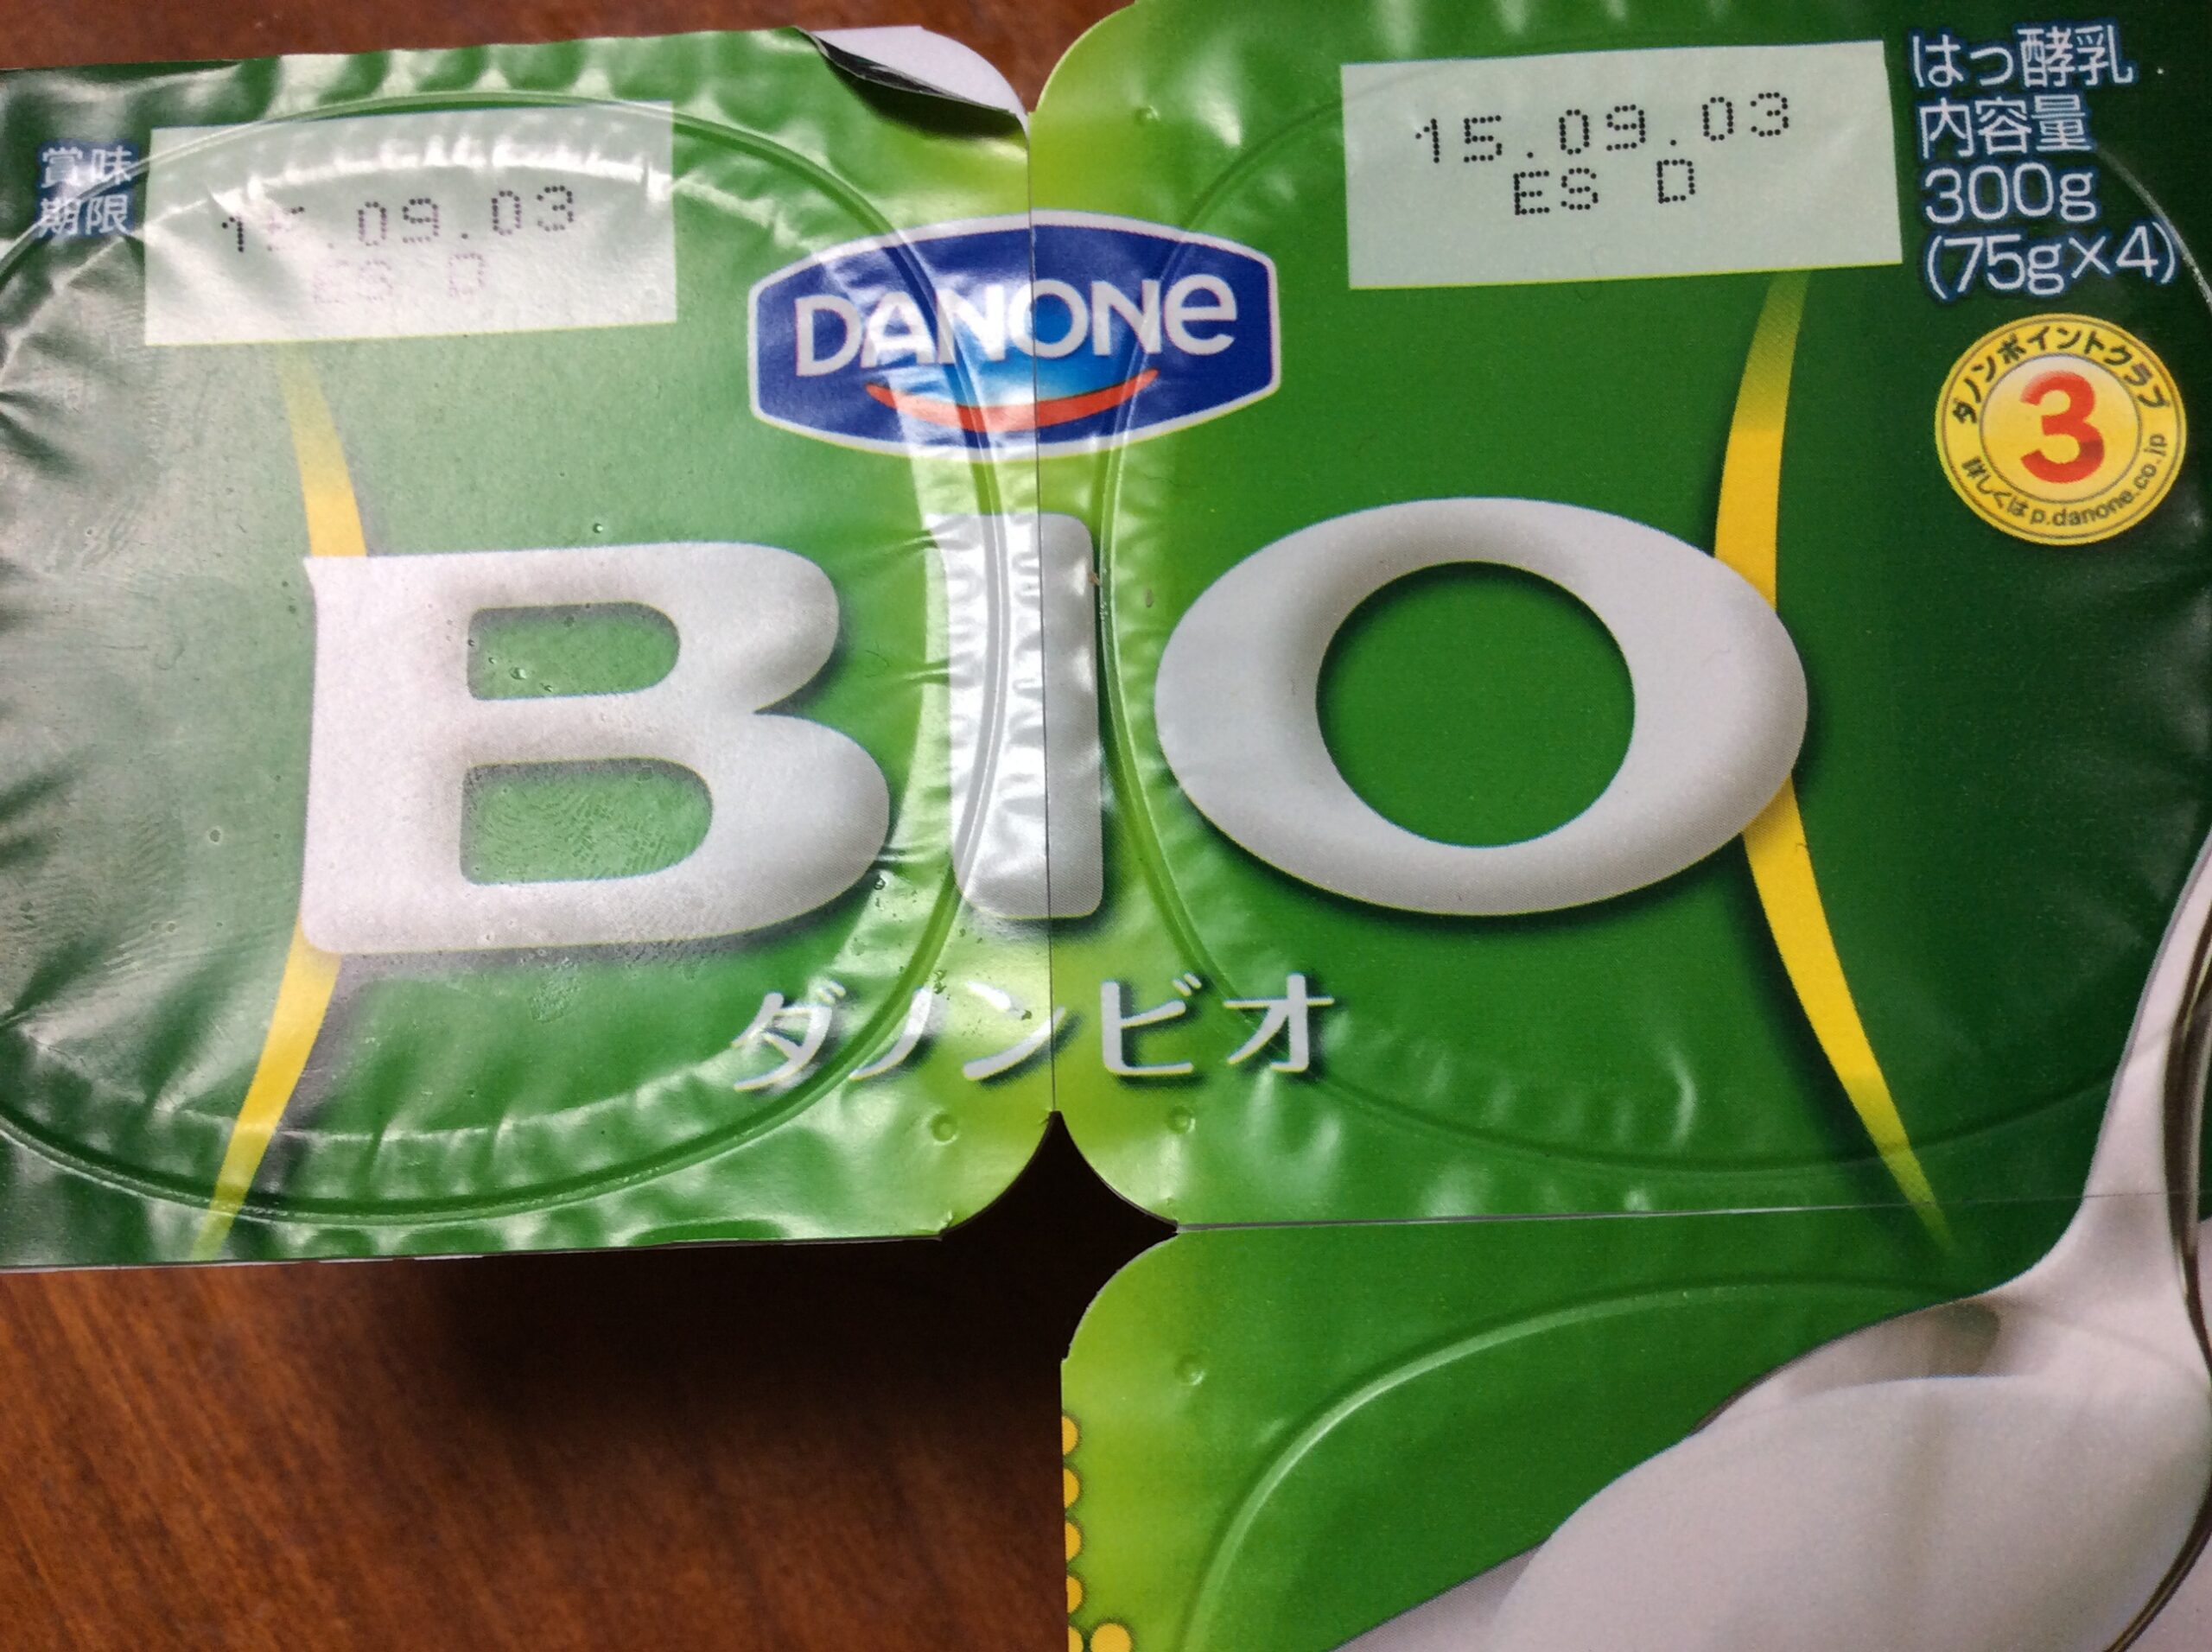 賞味
期限
15.09.03
ES D
15.09.03
ES D
はっ酵乳
内容量
300g
(75g×4)
DANONE
ダノンポイントクラブ
3
詳しくは p.danone.co.jp
BIO
ダノンビオ